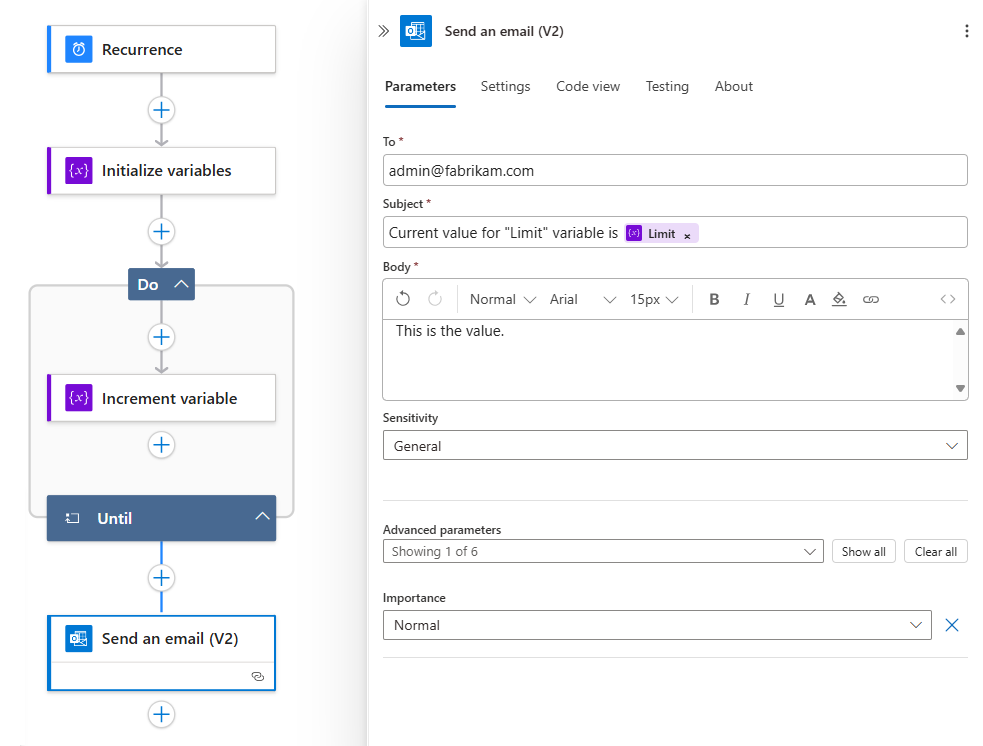 Recurrence
Initialize variables
Do
Increment variable
Until
Send an email (V2)
Send an email (V2)
Parameters Settings Code view Testing About
To *
admin@fabrikam.com
Subject *
Current value for "Limit" variable is {x} Limit ×
Body *
Normal Arial 15px B I U A
This is the value.
Sensitivity
General
Advanced parameters
Showing 1 of 6 Show all Clear all
Importance
Normal